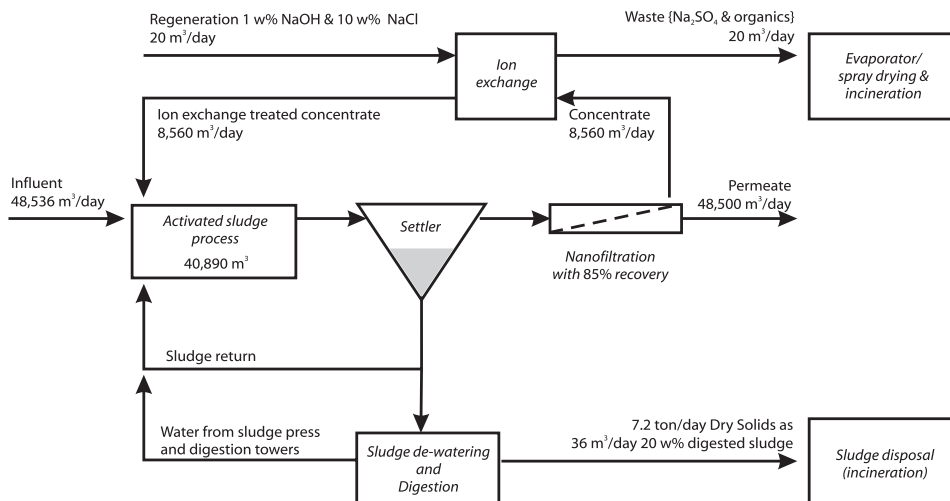 Regeneration 1 w% NaOH & 10 w% NaCl
20 m³/day
Waste {Na₂SO₄ & organics}
20 m³/day
Ion
exchange
Evaporator/
spray drying &
incineration
Ion exchange treated concentrate
8,560 m³/day
Concentrate
8,560 m³/day
Influent
48,536 m³/day
Activated sludge
process
40,890 m³
Settler
Permeate
48,500 m³/day
Nanofiltration
with 85% recovery
Sludge return
Water from sludge press
and digestion towers
Sludge de-watering
and
Digestion
7.2 ton/day Dry Solids as
36 m³/day 20 w% digested sludge
Sludge disposal
(incineration)